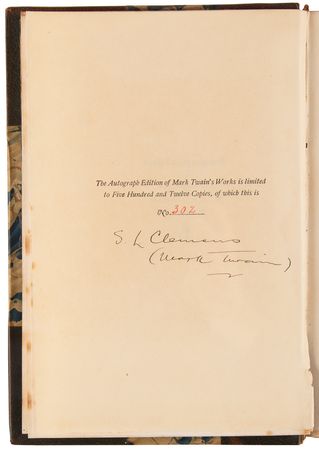 The Autograph Edition of Mark Twain's Works is limited
to Five Hundred and Twelve Copies, of which this is
No. 302
S. L. Clemens
(Mark Twain)